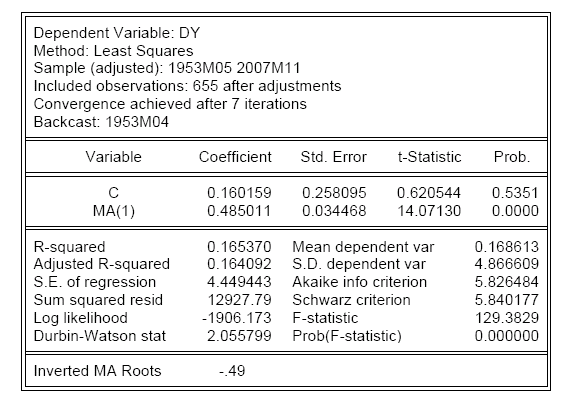 Dependent Variable: DY
Method: Least Squares
Sample (adjusted): 1953M05 2007M11
Included observations: 655 after adjustments
Convergence achieved after 7 iterations
Backcast: 1953M04
Variable Coefficient Std. Error t-Statistic Prob.
C 0.160159 0.258095 0.620544 0.5351
MA(1) 0.485011 0.034468 14.07130 0.0000
R-squared 0.165370 Mean dependent var 0.168613
Adjusted R-squared 0.164092 S.D. dependent var 4.866609
S.E. of regression 4.449443 Akaike info criterion 5.826484
Sum squared resid 12927.79 Schwarz criterion 5.840177
Log likelihood -1906.173 F-statistic 129.3829
Durbin-Watson stat 2.055799 Prob(F-statistic) 0.000000
Inverted MA Roots -.49